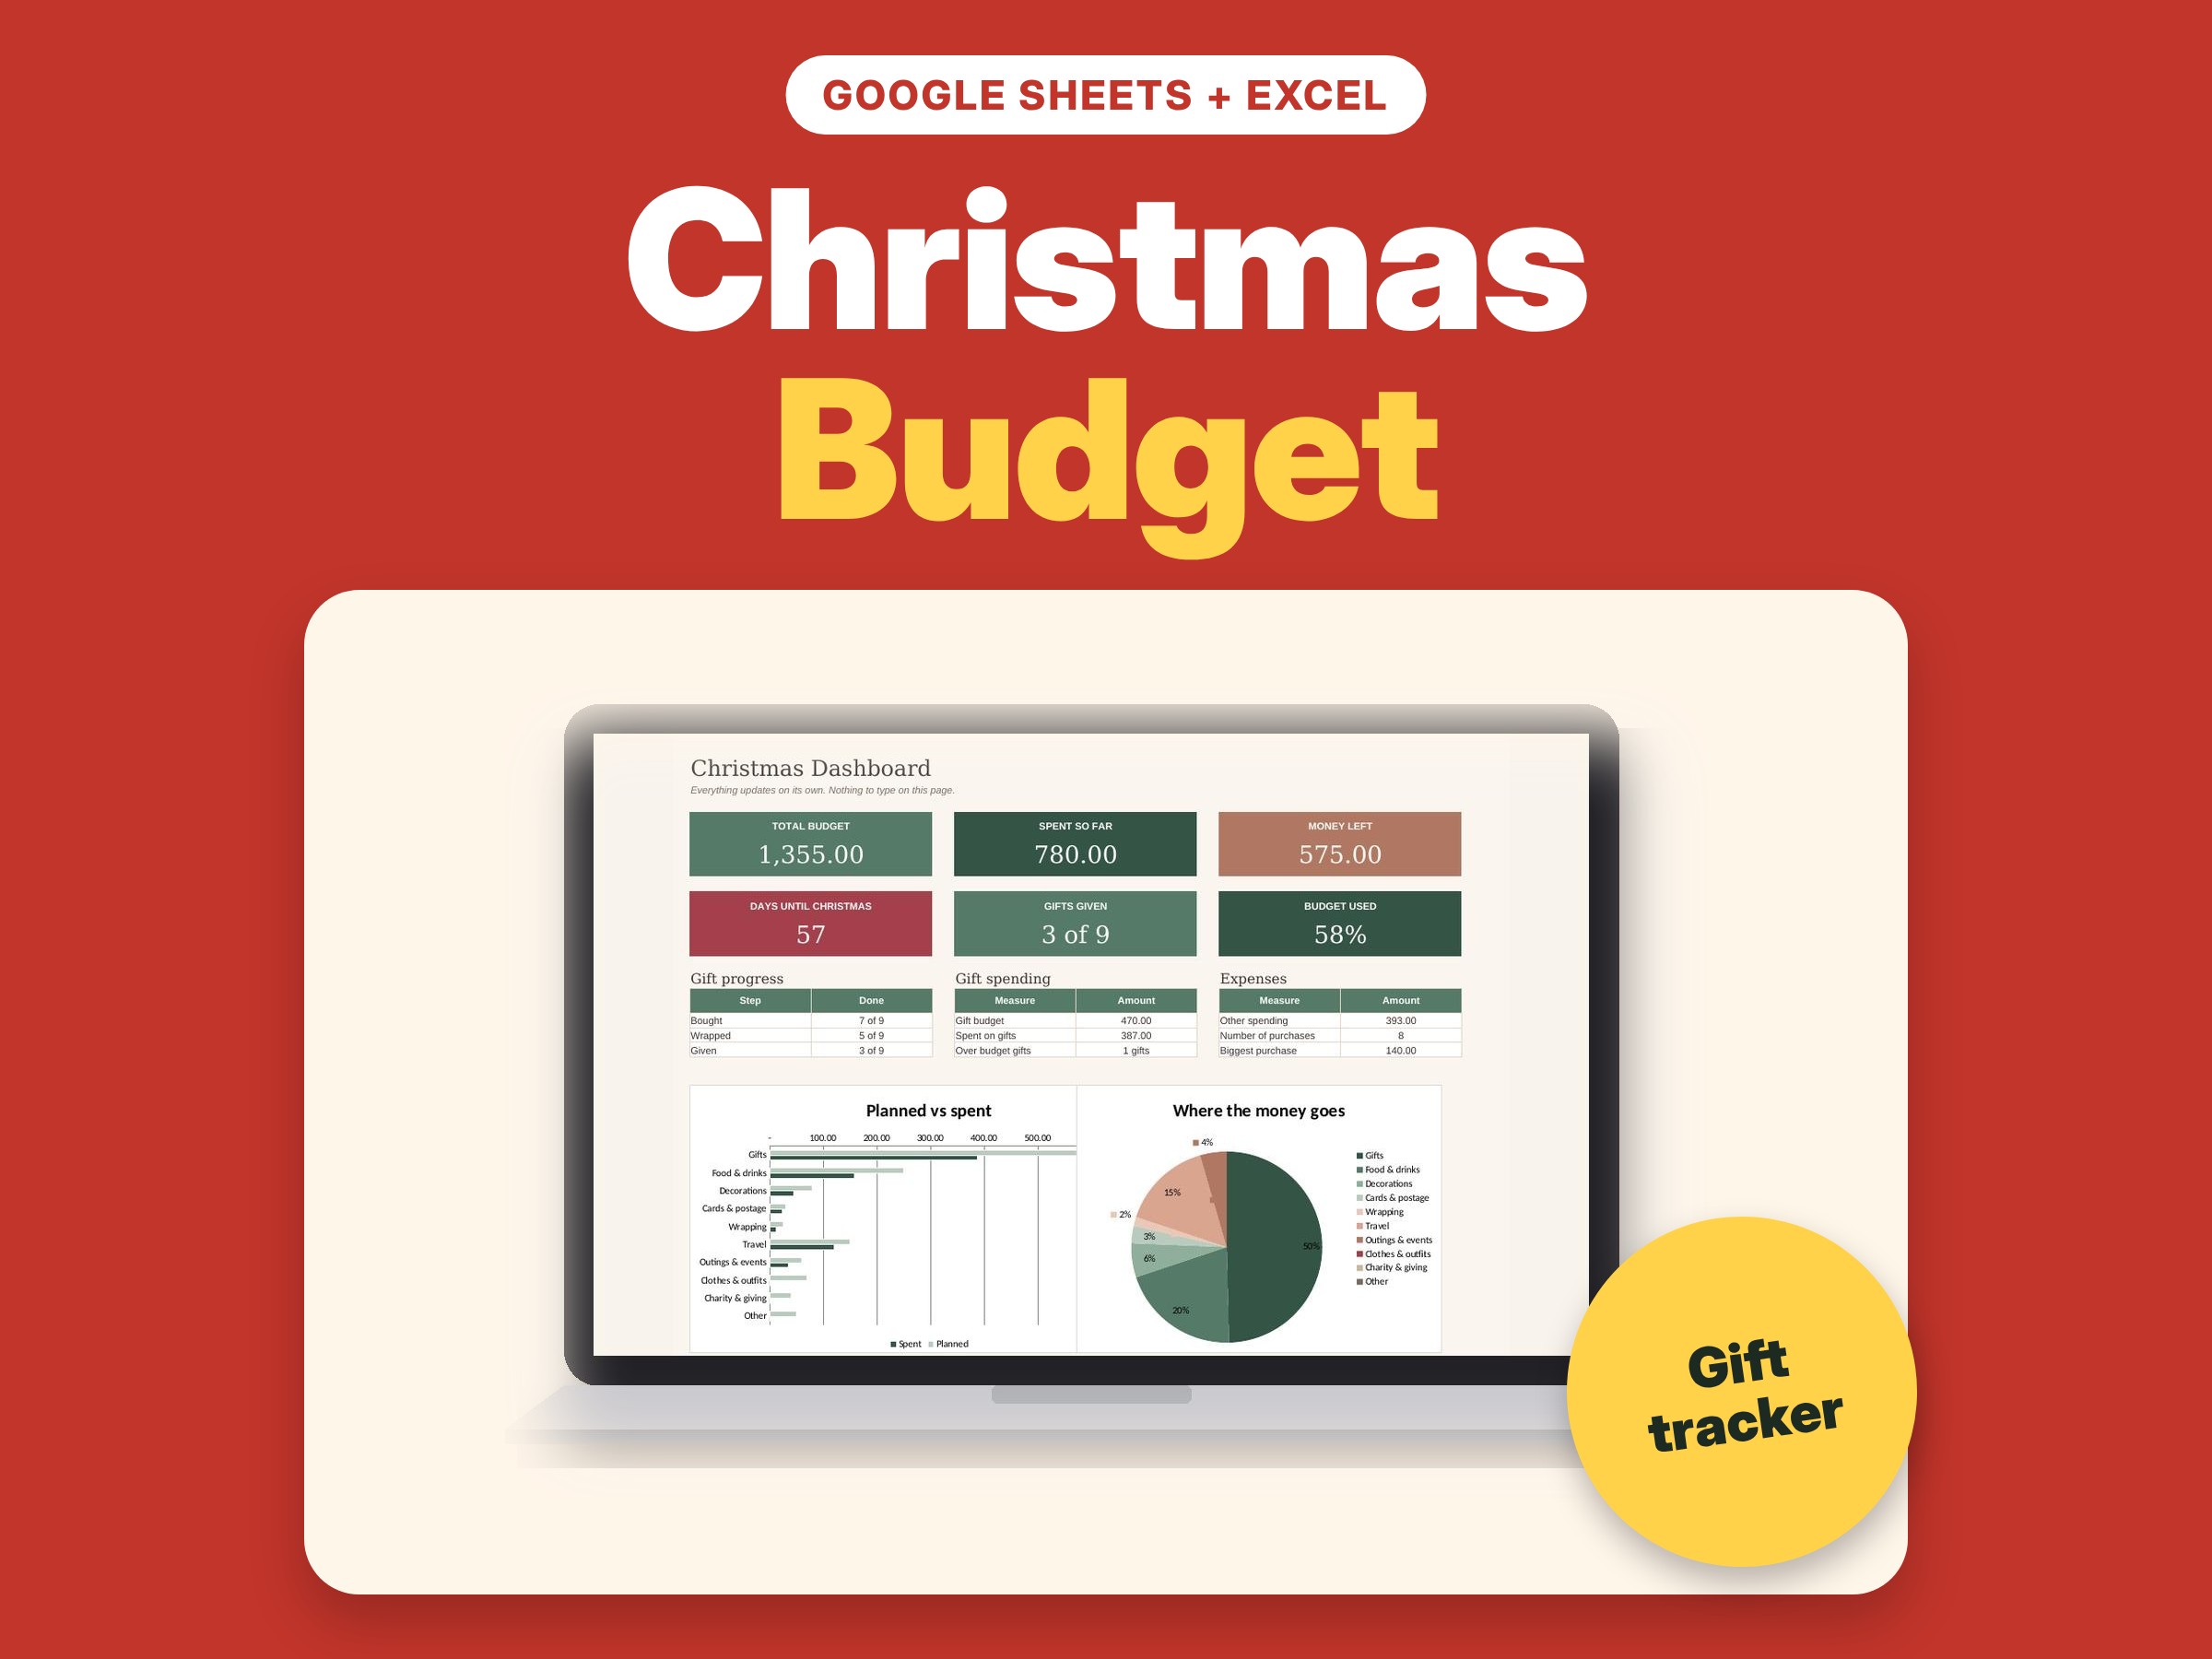 GOOGLE SHEETS + EXCEL
Christmas
Budget
Christmas Dashboard
Everything updates on its own. Nothing to type on this page.
TOTAL BUDGET
1,355.00
SPENT SO FAR
780.00
MONEY LEFT
575.00
DAYS UNTIL CHRISTMAS
57
GIFTS GIVEN
3 of 9
BUDGET USED
58%
Gift progress
Step Done
Bought 7 of 9
Wrapped 5 of 9
Given 3 of 9
Gift spending
Measure Amount
Gift budget 470.00
Spent on gifts 387.00
Over budget gifts 1 gifts
Expenses
Measure Amount
Other spending 393.00
Number of purchases 8
Biggest purchase 140.00
Planned vs spent
- 100.00 200.00 300.00 400.00 500.00
Gifts
Food & drinks
Decorations
Cards & postage
Wrapping
Travel
Outings & events
Clothes & outfits
Charity & giving
Other
Spent Planned
Where the money goes
4%
15%
2%
3%
6%
20%
50%
Gifts
Food & drinks
Decorations
Cards & postage
Wrapping
Travel
Outings & events
Clothes & outfits
Charity & giving
Other
Gift
tracker